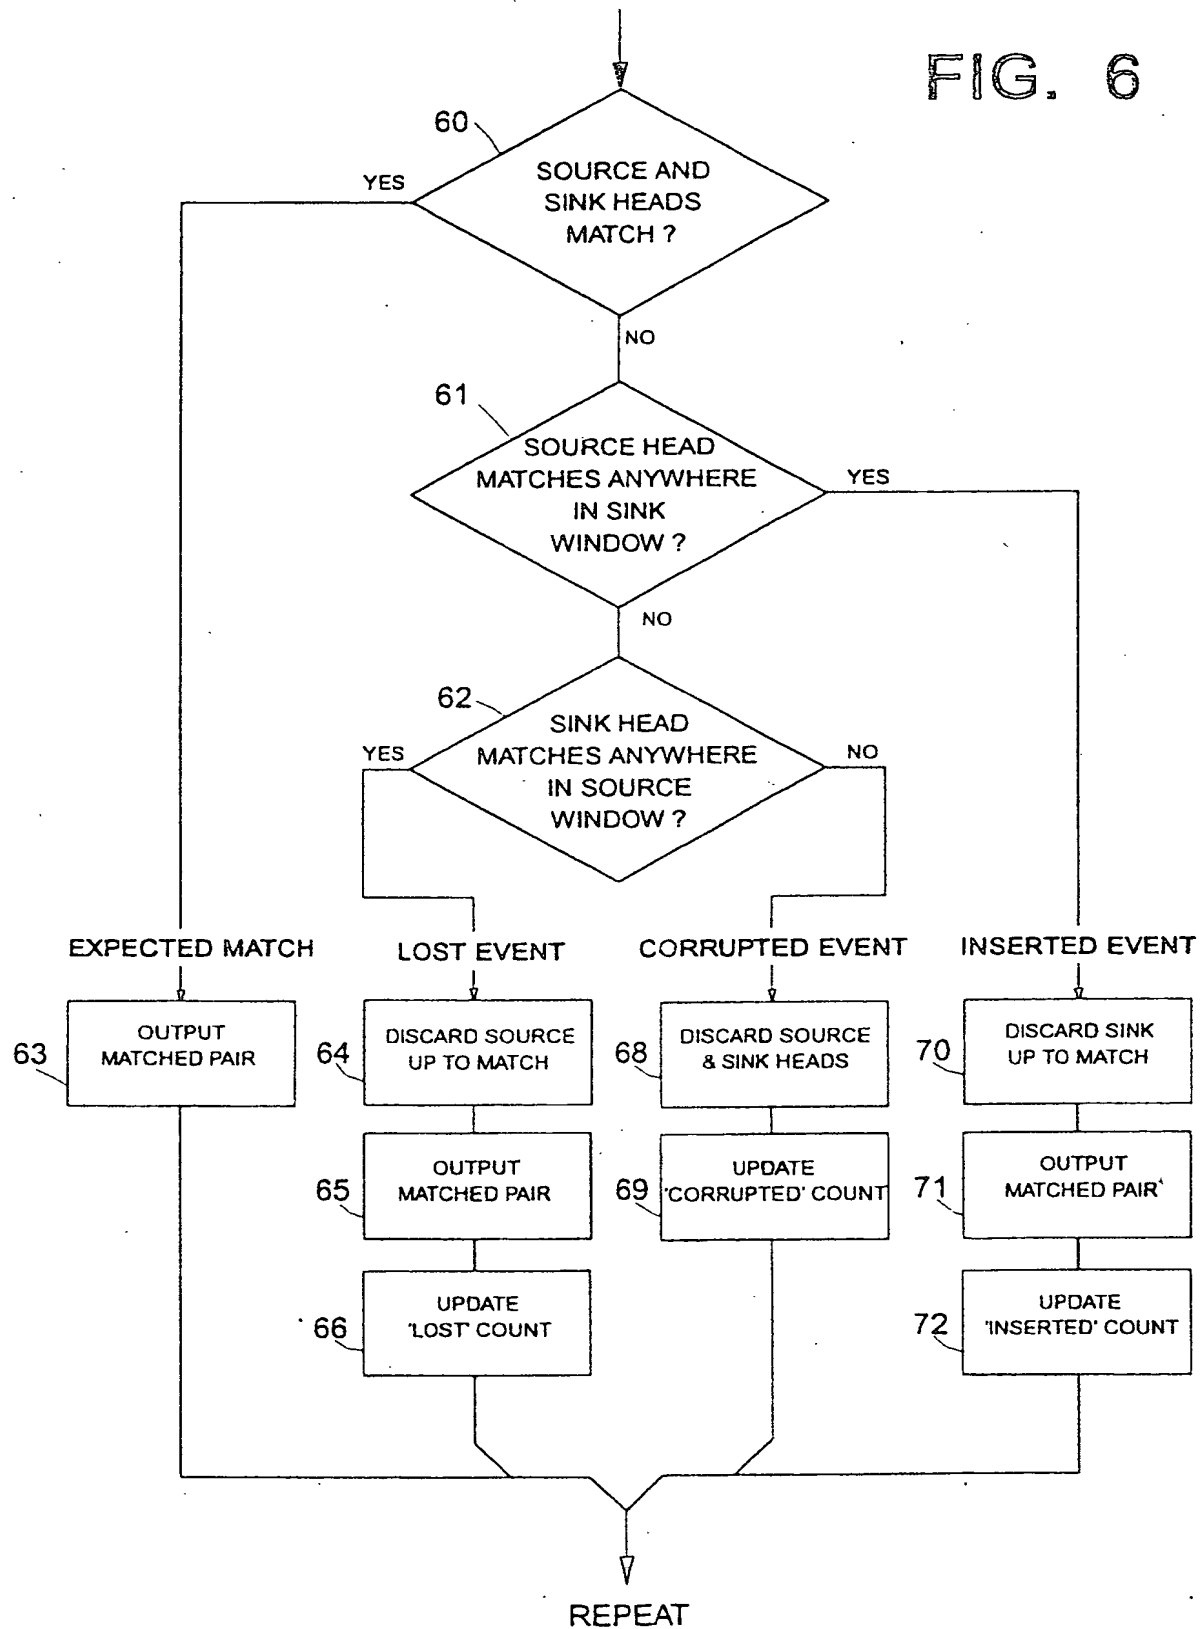 FIG. 6
60
SOURCE AND
SINK HEADS
MATCH ?
YES
NO
61
SOURCE HEAD
MATCHES ANYWHERE
IN SINK
WINDOW ?
YES
NO
62
SINK HEAD
MATCHES ANYWHERE
IN SOURCE
WINDOW ?
YES
NO
EXPECTED MATCH
63
OUTPUT
MATCHED PAIR
LOST EVENT
64
DISCARD SOURCE
UP TO MATCH
65
OUTPUT
MATCHED PAIR
66
UPDATE
'LOST' COUNT
CORRUPTED EVENT
68
DISCARD SOURCE
& SINK HEADS
69
UPDATE
'CORRUPTED' COUNT
INSERTED EVENT
70
DISCARD SINK
UP TO MATCH
71
OUTPUT
MATCHED PAIR
72
UPDATE
'INSERTED' COUNT
REPEAT